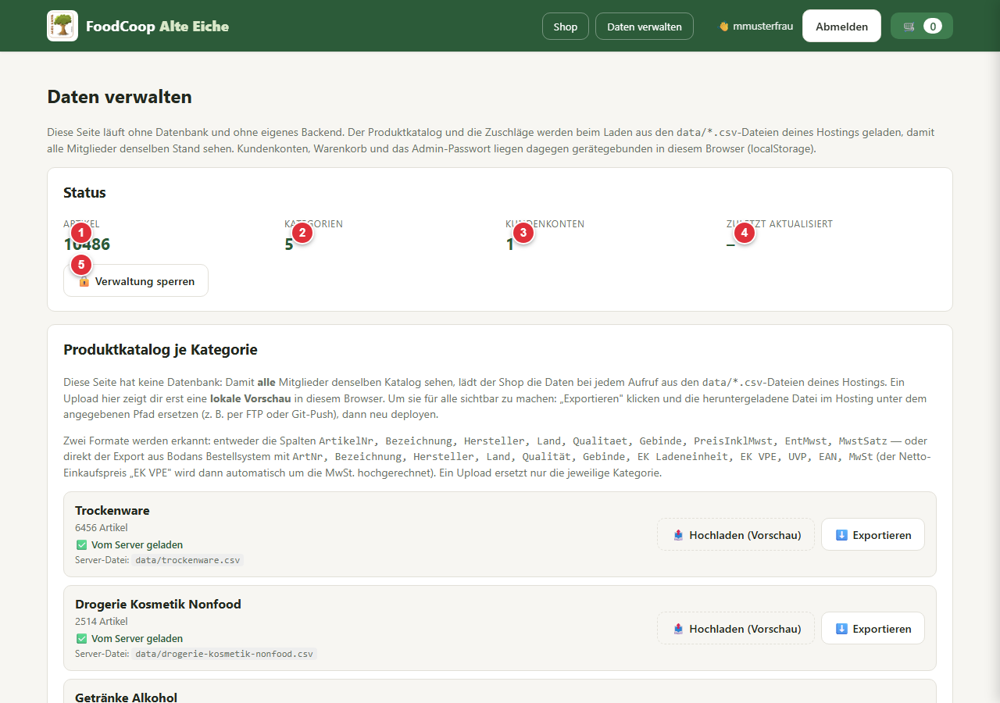 FoodCoop Alte Eiche
Shop
Daten verwalten
👋 mmusterfrau
Abmelden
🛒 0
Daten verwalten
Diese Seite läuft ohne Datenbank und ohne eigenes Backend. Der Produktkatalog und die Zuschläge werden beim Laden aus den data/*.csv-Dateien deines Hostings geladen, damit
alle Mitglieder denselben Stand sehen. Kundenkonten, Warenkorb und das Admin-Passwort liegen dagegen gerätegebunden in diesem Browser (localStorage).
Status
ARTIKEL
KATEGORIEN
KUNDENKONTEN
ZULETZT AKTUALISIERT
1
2
3
4
10486
5
1
–
5
🔒 Verwaltung sperren
Produktkatalog je Kategorie
Diese Seite hat keine Datenbank: Damit alle Mitglieder denselben Katalog sehen, lädt der Shop die Daten bei jedem Aufruf aus den data/*.csv-Dateien deines Hostings. Ein
Upload hier zeigt dir erst eine lokale Vorschau in diesem Browser. Um sie für alle sichtbar zu machen: „Exportieren" klicken und die heruntergeladene Datei im Hosting unter dem
angegebenen Pfad ersetzen (z. B. per FTP oder Git-Push), dann neu deployen.
Zwei Formate werden erkannt: entweder die Spalten ArtikelNr, Bezeichnung, Hersteller, Land, Qualitaet, Gebinde, PreisInklMwst, EntMwst, MwstSatz — oder
direkt der Export aus Bodans Bestellsystem mit ArtNr, Bezeichnung, Hersteller, Land, Qualität, Gebinde, EK Ladeneinheit, EK VPE, UVP, EAN, MwSt (der Netto-
Einkaufspreis „EK VPE" wird dann automatisch um die MwSt. hochgerechnet). Ein Upload ersetzt nur die jeweilige Kategorie.
Trockenware
6456 Artikel
✅ Vom Server geladen
Server-Datei: data/trockenware.csv
📤 Hochladen (Vorschau)
⬇️ Exportieren
Drogerie Kosmetik Nonfood
2514 Artikel
✅ Vom Server geladen
Server-Datei: data/drogerie-kosmetik-nonfood.csv
📤 Hochladen (Vorschau)
⬇️ Exportieren
Getränke Alkohol